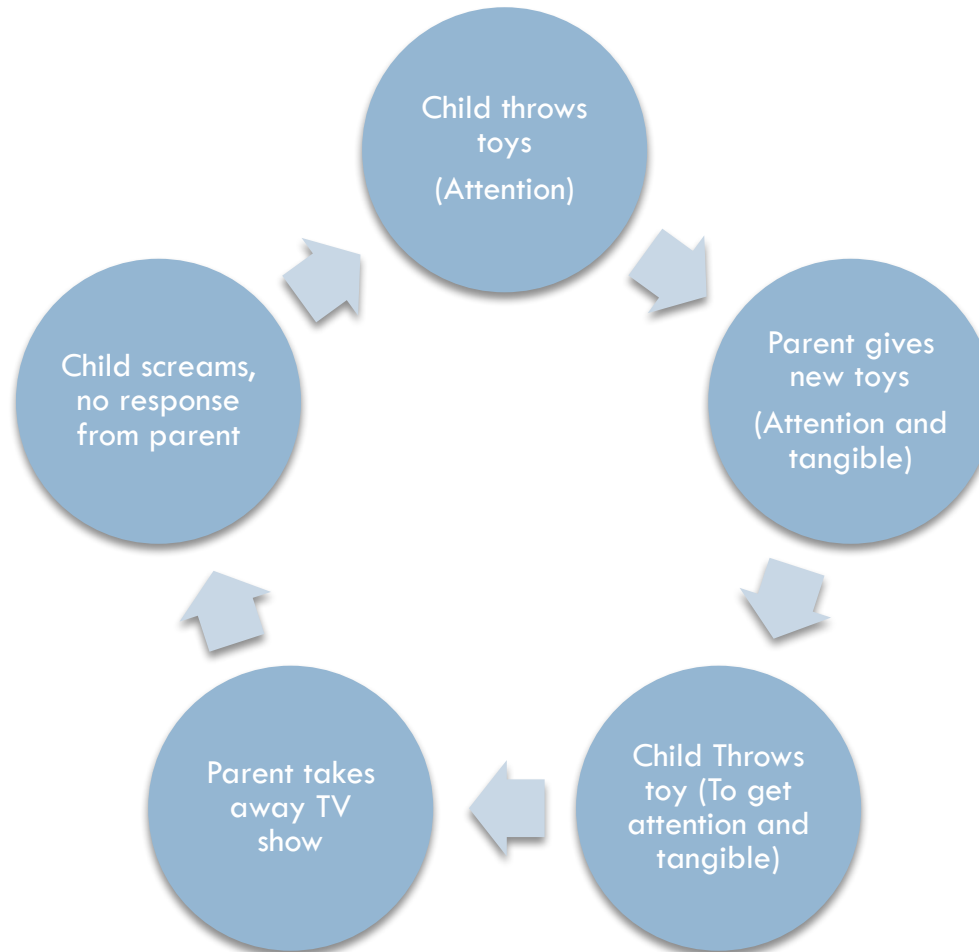 Child throws
toys
(Attention)
Parent gives
new toys
(Attention and
tangible)
Child Throws
toy (To get
attention and
tangible)
Parent takes
away TV
show
Child screams,
no response
from parent